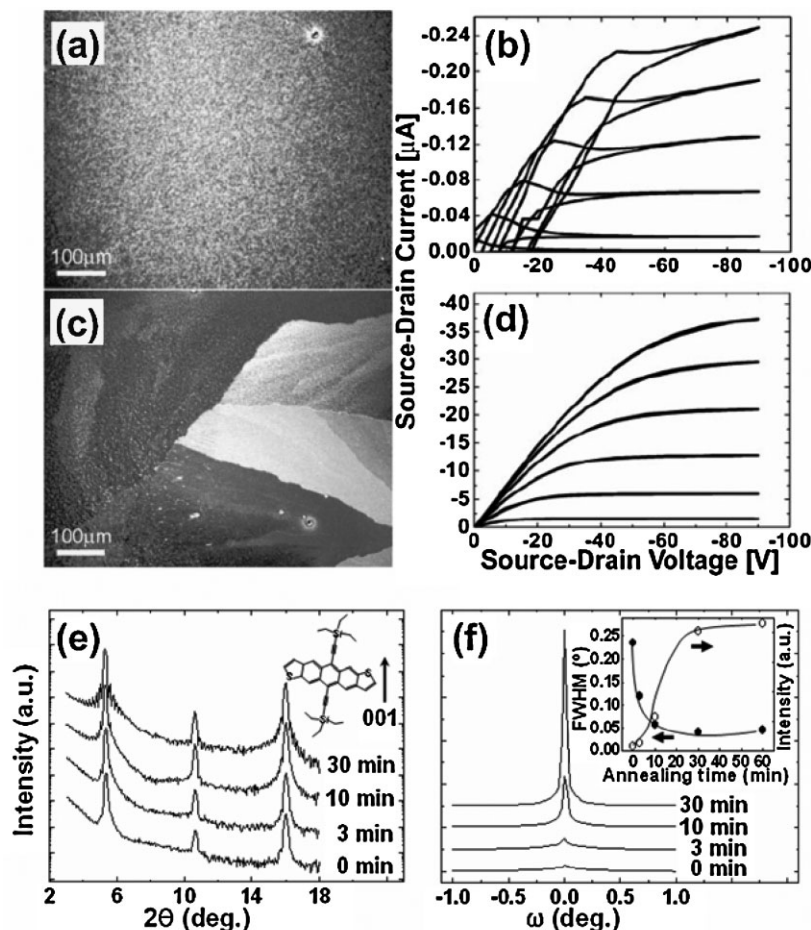 (a)
100μm
(b)
-0.24
-0.20
-0.16
-0.12
-0.08
-0.04
0.00
0 -20 -40 -60 -80 -100
Source-Drain Current [μA]
(c)
100μm
(d)
-40
-35
-30
-25
-20
-15
-10
-5
0
0 -20 -40 -60 -80 -100
Source-Drain Voltage [V]
(e)
Si
S
S
Si
001
30 min
10 min
3 min
0 min
Intensity (a.u.)
6 10 14 18
2Θ (deg.)
(f)
FWHM (°)
0.25
0.20
0.15
0.10
0.05
0.00
0 10 20 30 40 50 60
Annealing time (min)
Intensity (a.u.)
30 min
10 min
3 min
0 min
-1.0 -0.5 0.0 0.5 1.0
ω (deg.)